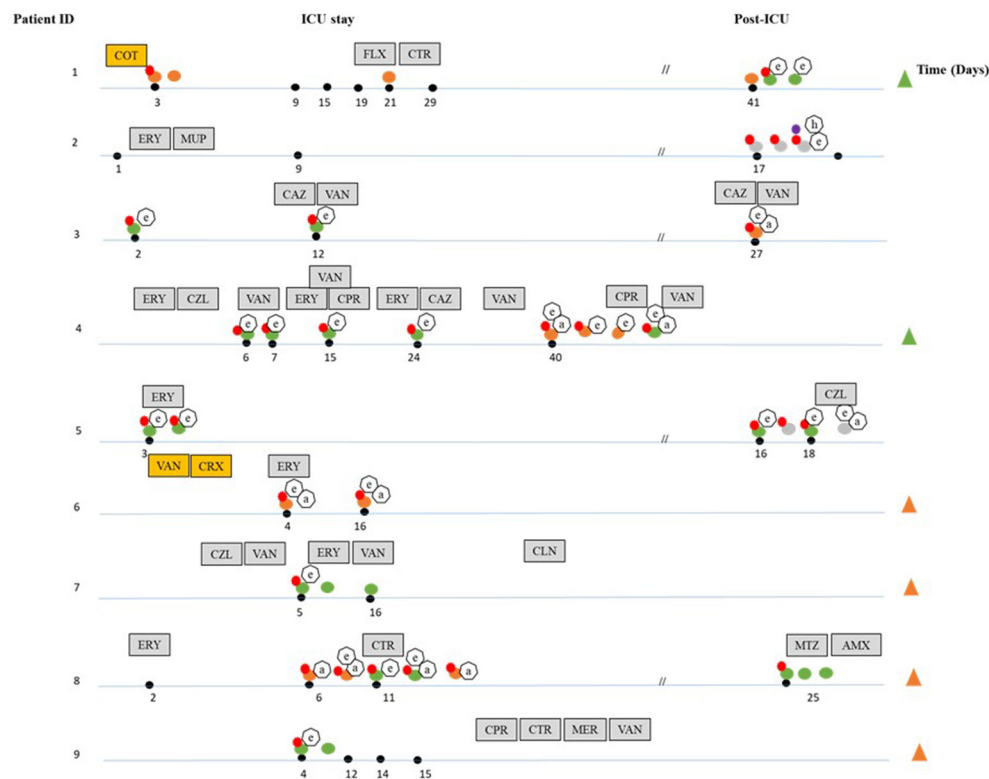 Patient ID ICU stay Post-ICU
COT FLX CTR
1 // e e Time (Days)
3 9 15 19 21 29 41
ERY MUP h
2 // e
1 9 17
CAZ VAN CAZ VAN
e e e
3 // a
2 12 27
VAN
ERY CZL VAN ERY CPR ERY CAZ VAN CPR VAN
4 e e e e e a e e e a
6 7 15 24 40
ERY CZL
5 e e // e e e a
3 16 18
VAN CRX ERY
6 e a e a
4 16
CZL VAN ERY VAN CLN
7 e
5 16
ERY CTR MTZ AMX
8 a e a e e a a //
2 6 11 25
CPR CTR MER VAN
9 e
4 12 14 15